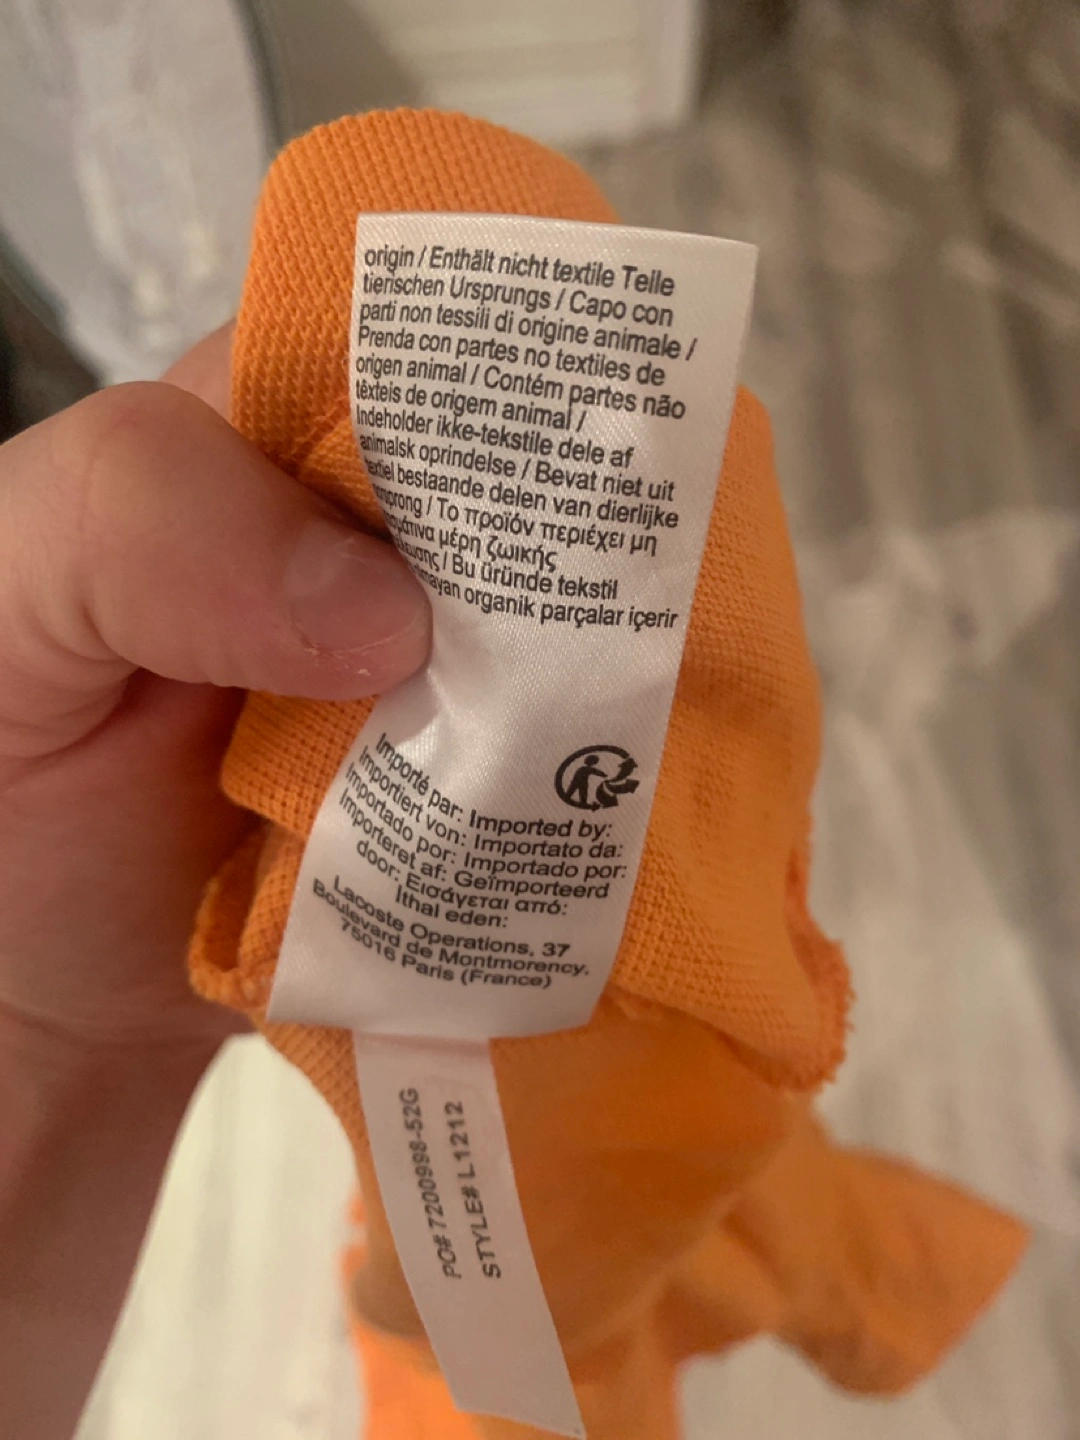 origin / Enthält nicht textile Telle
tierischen Ursprungs / Capo con
parti non tessili di origine animale /
Prenda con partes no textiles de
origen animal / Contém partes não
têxteis de origem animal /
Indeholder ikke-tekstile dele af
animalsk oprindelse / Bevat niet uit
bestaande delen van dierlijke
/ Το προϊόν περιέχει μη
μέρη ζωικής
/ Bu üründe tekstil
organik parçalar içerir
Importé par: Imported by:
Importiert von: Importato da:
Importado por: Importado por:
Importeret af: Geïmporteerd
door: Εισάγεται από:
İthal eden:
Lacoste Operations, 37
Boulevard de Montmorency,
75016 Paris (France)
PO# 7200998-52G
STYLE# L1212